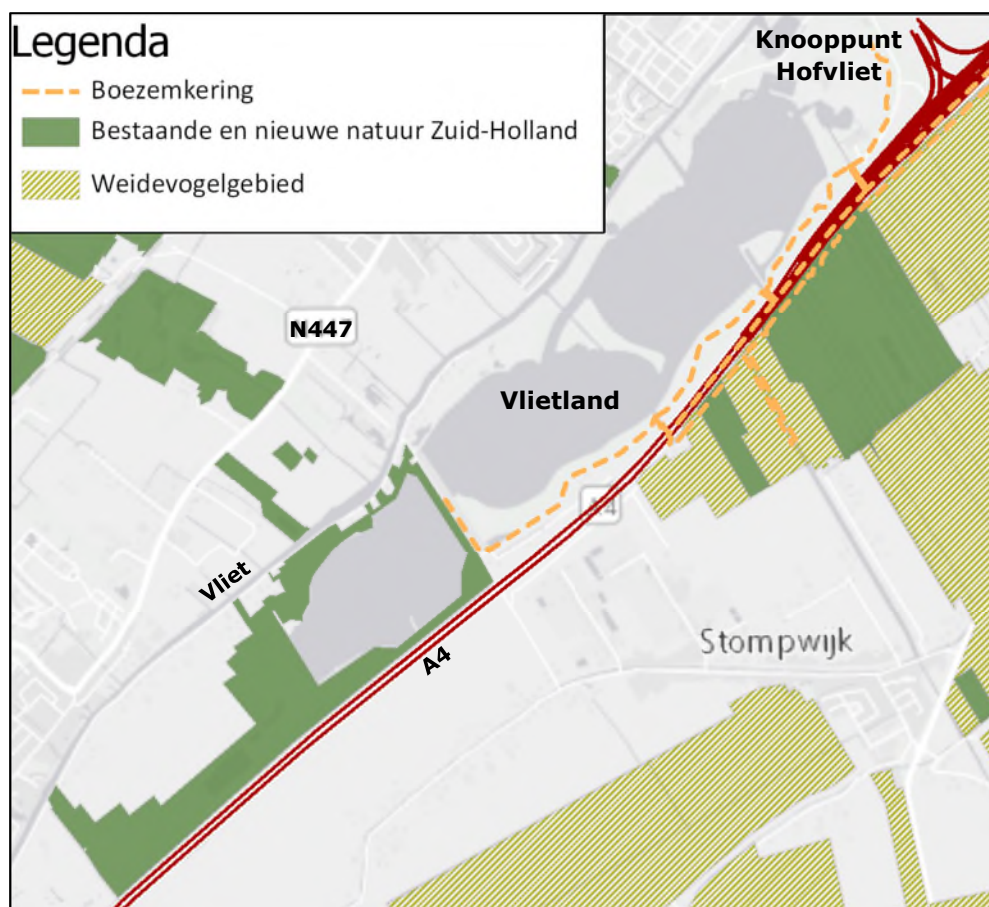 Legenda
Boezemkering
Bestaande en nieuwe natuur Zuid-Holland
Weidevogelgebied
Knooppunt
Hofvliet
N447
Vlietland
A4
Vliet
A4
Stompwijk